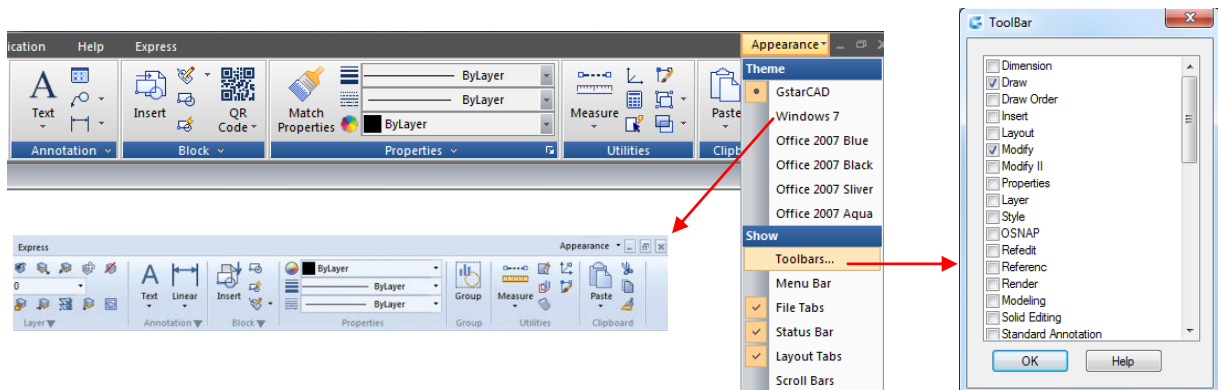 ication Help Express Appearance
Text
Insert
QR Code
Match Properties
ByLayer
ByLayer
ByLayer
Measure
Paste
Annotation Block Properties Utilities Clipb
Theme
GstarCAD
Windows 7
Office 2007 Blue
Office 2007 Black
Office 2007 Sliver
Office 2007 Aqua
Show
Toolbars...
Menu Bar
File Tabs
Status Bar
Layout Tabs
Scroll Bars
Express Appearance
0
Text Linear Insert
ByLayer
ByLayer
ByLayer
Group Measure Paste
Layer Annotation Block Properties Group Utilities Clipboard
ToolBar
Dimension
Draw
Draw Order
Insert
Layout
Modify
Modify II
Properties
Layer
Style
OSNAP
Refedit
Referenc
Render
Modeling
Solid Editing
Standard Annotation
OK Help